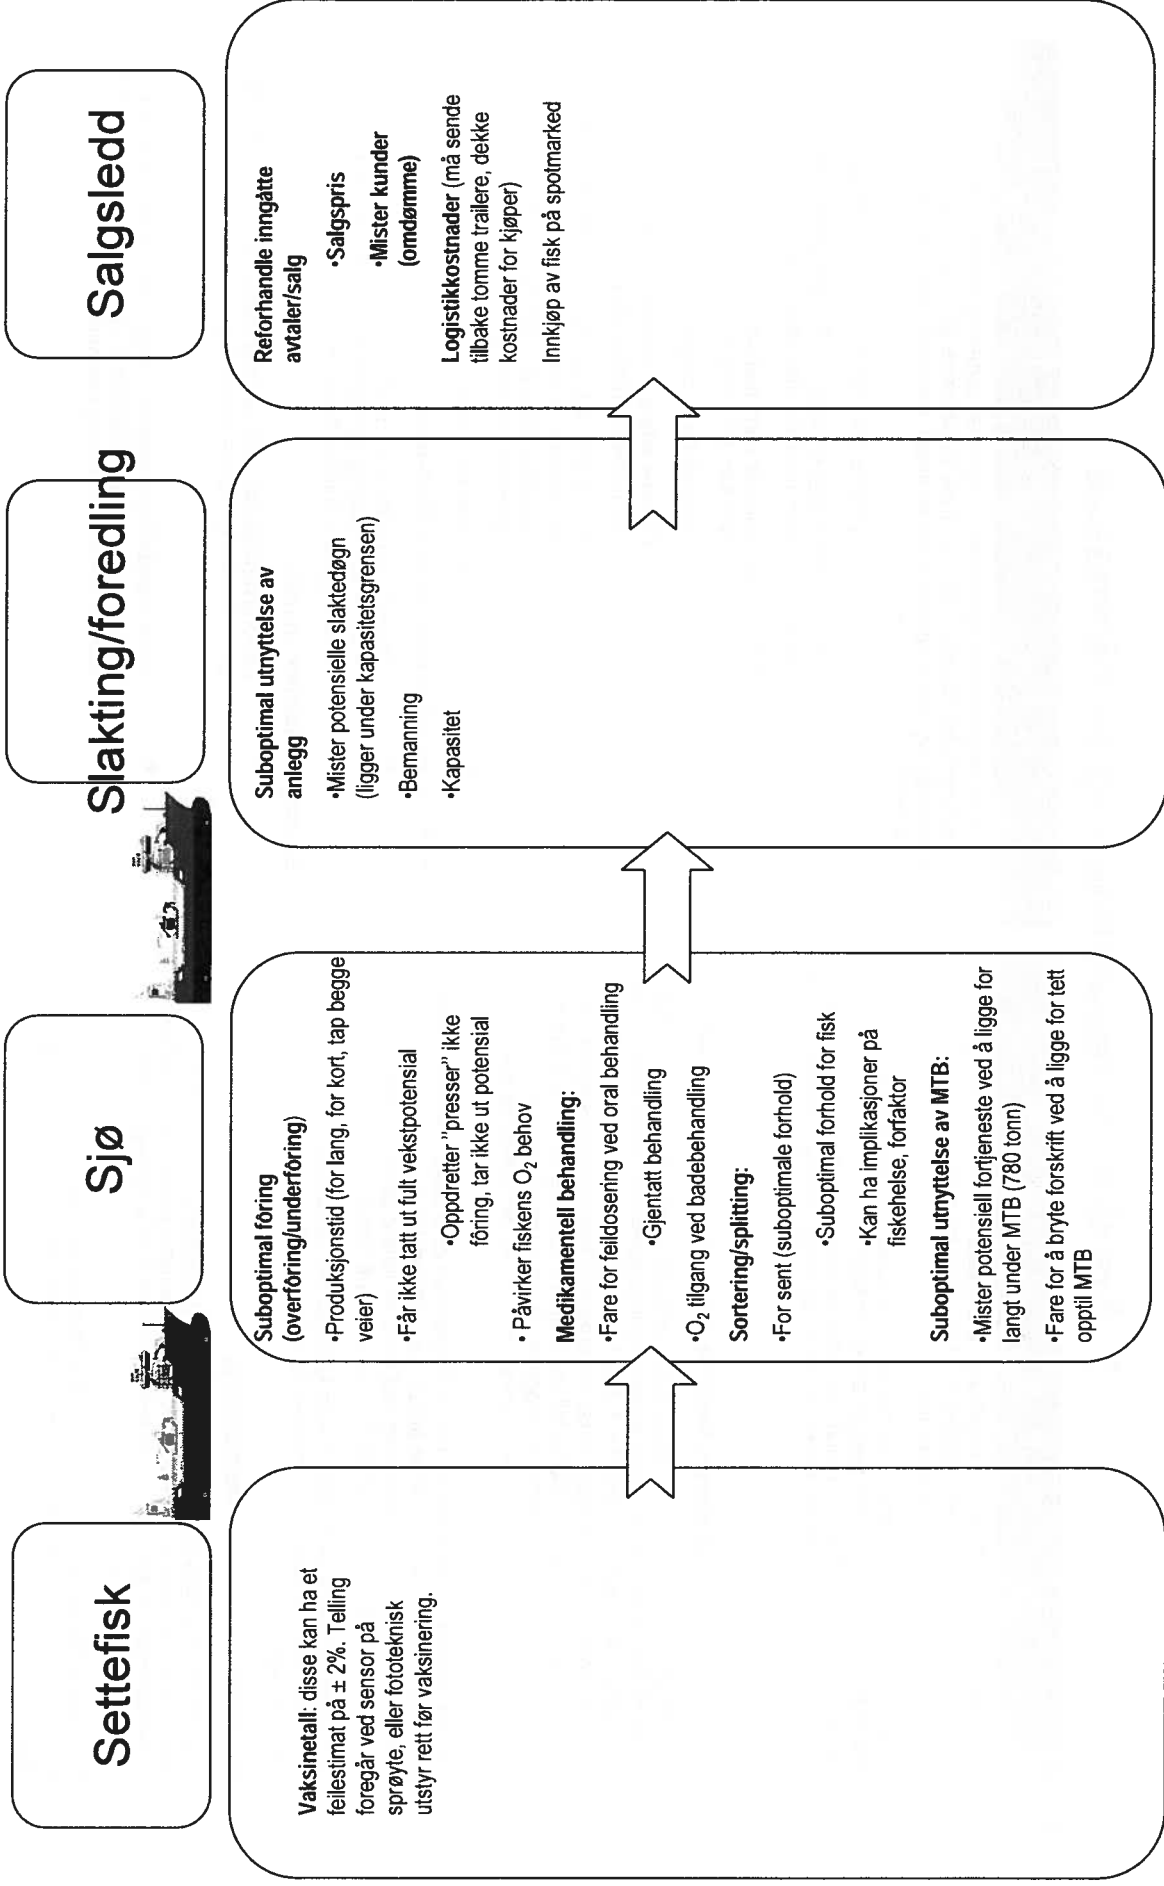 Settefisk
Vaksinetall: disse kan ha et
feilestimat på ± 2%. Telling
foregår ved sensor på
sprøyte, eller fototeknisk
utstyr rett før vaksinering.
Sjø
Suboptimal fôring
(overfôring/underfôring)
•Produksjonstid (for lang, for kort, tap begge
veier)
•Får ikke tatt ut fult vekstpotensial
•Oppdretter ”presser” ikke
fôring, tar ikke ut potensial
• Påvirker fiskens O₂ behov
Medikamentell behandling:
•Fare for feildosering ved oral behandling
•Gjentatt behandling
•O₂ tilgang ved badebehandling
Sortering/splitting:
•For sent (suboptimale forhold)
•Suboptimal forhold for fisk
•Kan ha implikasjoner på
fiskehelse, forfaktor
Suboptimal utnyttelse av MTB:
•Mister potensiell fortjeneste ved å ligge for
langt under MTB (780 tonn)
•Fare for å bryte forskrift ved å ligge for tett
opptil MTB
Slakting/foredling
Suboptimal utnyttelse av
anlegg
•Mister potensielle slaktedøgn
(ligger under kapasitetsgrensen)
•Bemanning
•Kapasitet
Salgsledd
Reforhandle inngåtte
avtaler/salg
•Salgspris
•Mister kunder
(omdømme)
Logistikkostnader (må sende
tilbake tomme trailere, dekke
kostnader for kjøper)
Innkjøp av fisk på spotmarked